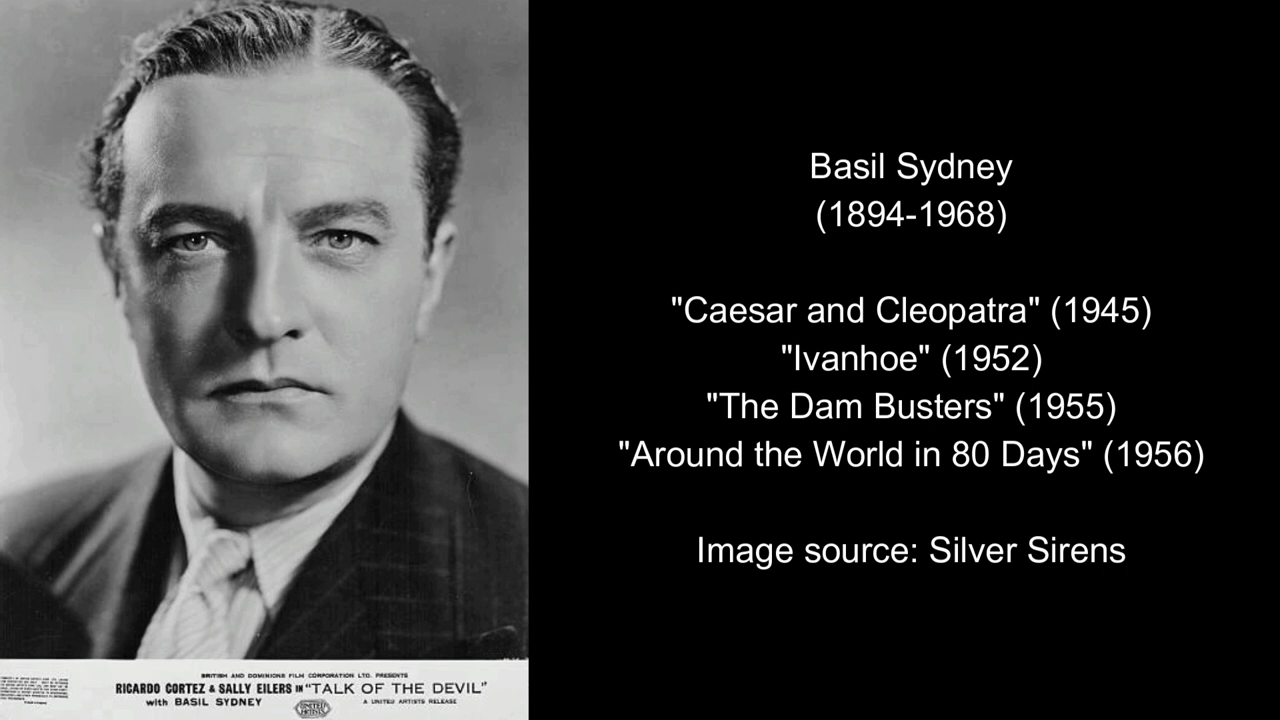 Basil Sydney
(1894-1968)
"Caesar and Cleopatra" (1945)
"Ivanhoe" (1952)
"The Dam Busters" (1955)
"Around the World in 80 Days" (1956)
Image source: Silver Sirens
BRITISH AND DOMINIONS FILM CORPORATION LTD. PRESENTS
RICARDO CORTEZ & SALLY EILERS IN "TALK OF THE DEVIL"
with BASIL SYDNEY
UNITED ARTISTS
A UNITED ARTISTS RELEASE